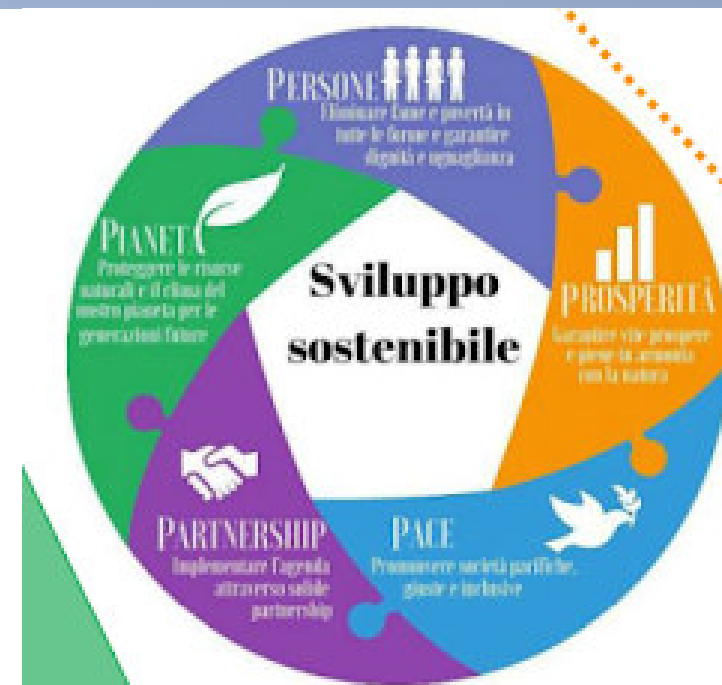 PERSONE
Eliminare fame e povertà in
tutte le forme e garantire
dignità e uguaglianza
PIANETA
Proteggere le risorse
naturali e il clima del
nostro pianeta per le
generazioni future
Sviluppo
sostenibile
PROSPERITÀ
Garantire vite prospere
e piene in armonia
con la natura
PARTNERSHIP
Implementare l'agenda
attraverso solide
partnership
PACE
Promuovere società pacifiche,
giuste e inclusive